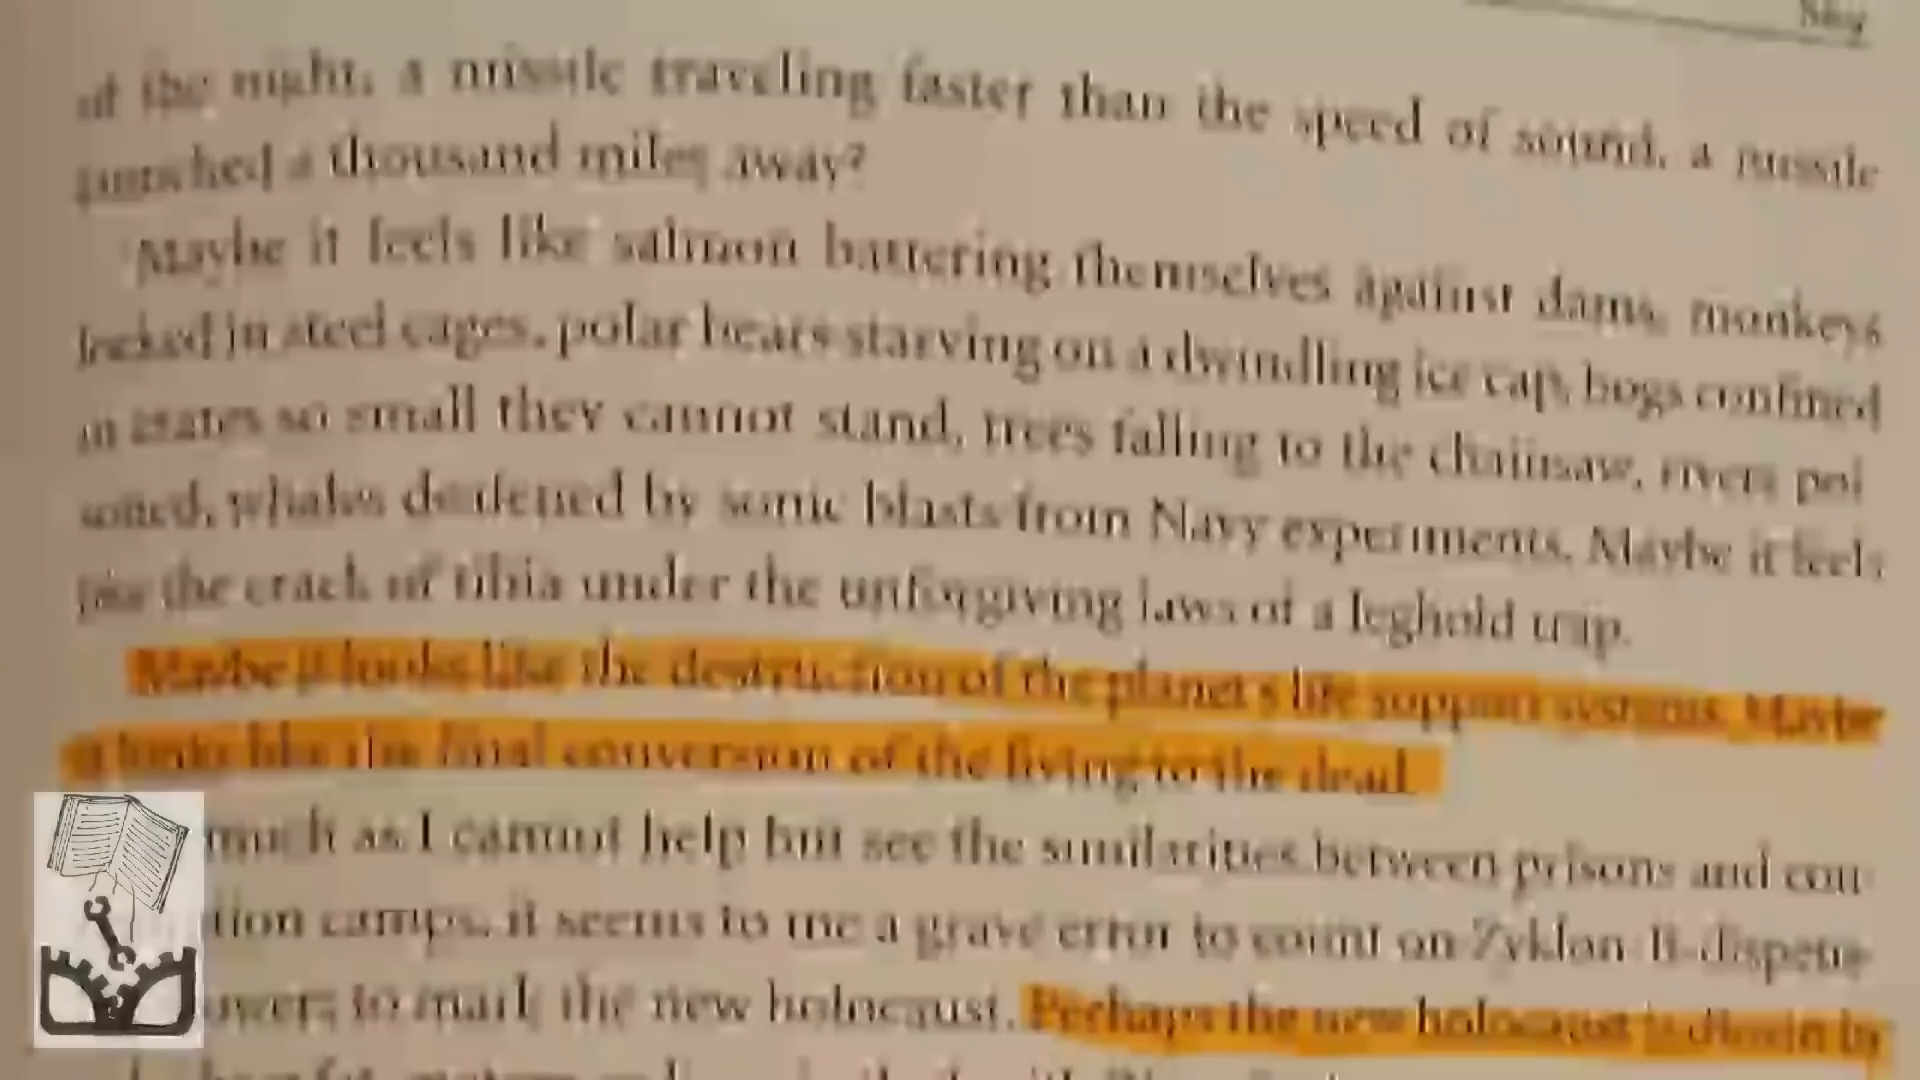 of the night, a missile traveling faster than the speed of sound, a missile
launched a thousand miles away?
Maybe it feels like salmon battering themselves against dams, monkeys
locked in steel cages, polar bears starving on a dwindling ice cap, hogs confined
in crates so small they cannot stand, trees falling to the chainsaw, rivers poi
soned, whales deafened by sonic blasts from Navy experiments. Maybe it feels
like the crack of tibia under the unforgiving jaws of a leghold trap.
Maybe it looks like the destruction of the planet's life support systems. Maybe
it looks like the final conversion of the living to the dead.
much as I cannot help but see the similarities between prisons and con
tion camps, it seems to me a grave error to count on Zyklon B-dispens
owers to mark the new holocaust. Perhaps the new holocaust is dioxin in